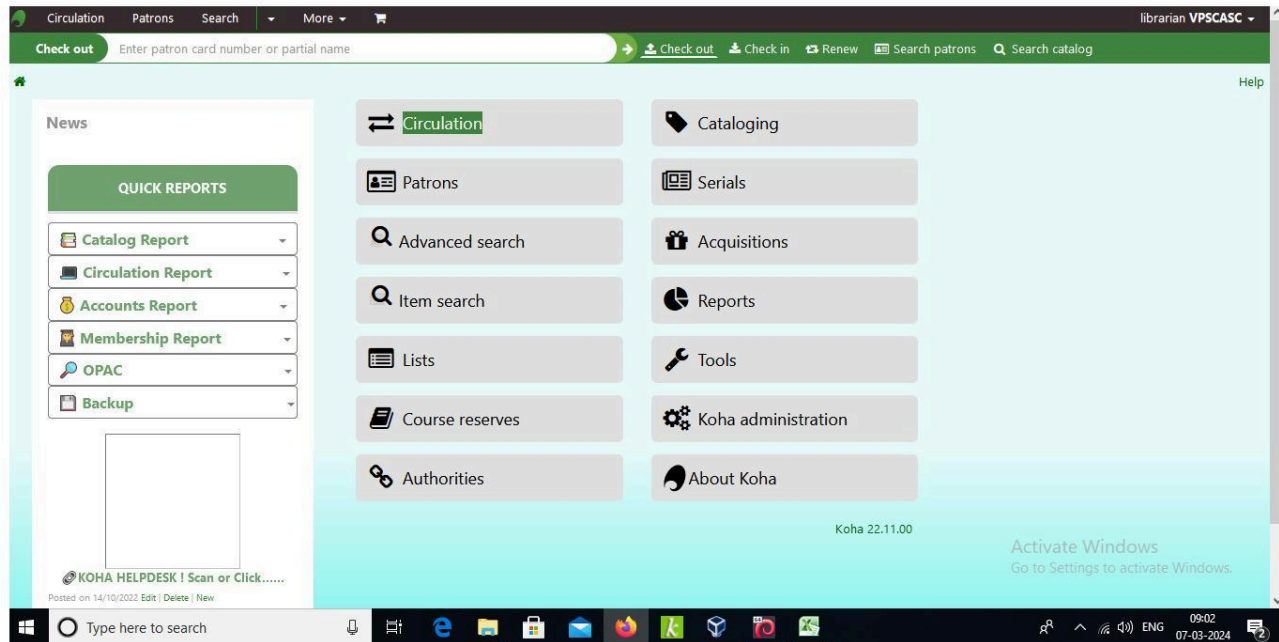 Circulation Patrons Search More librarian VPSCASC
Check out Enter patron card number or partial name Check out Check in Renew Search patrons Search catalog
Help
News
QUICK REPORTS
Catalog Report
Circulation Report
Accounts Report
Membership Report
OPAC
Backup
KOHA HELPDESK ! Scan or Click......
Posted on 14/10/2022 Edit | Delete | New
Circulation
Cataloging
Patrons
Serials
Advanced search
Acquisitions
Item search
Reports
Lists
Tools
Course reserves
Koha administration
Authorities
About Koha
Koha 22.11.00
Activate Windows
Go to Settings to activate Windows.
Type here to search
ENG
09:02
07-03-2024
2